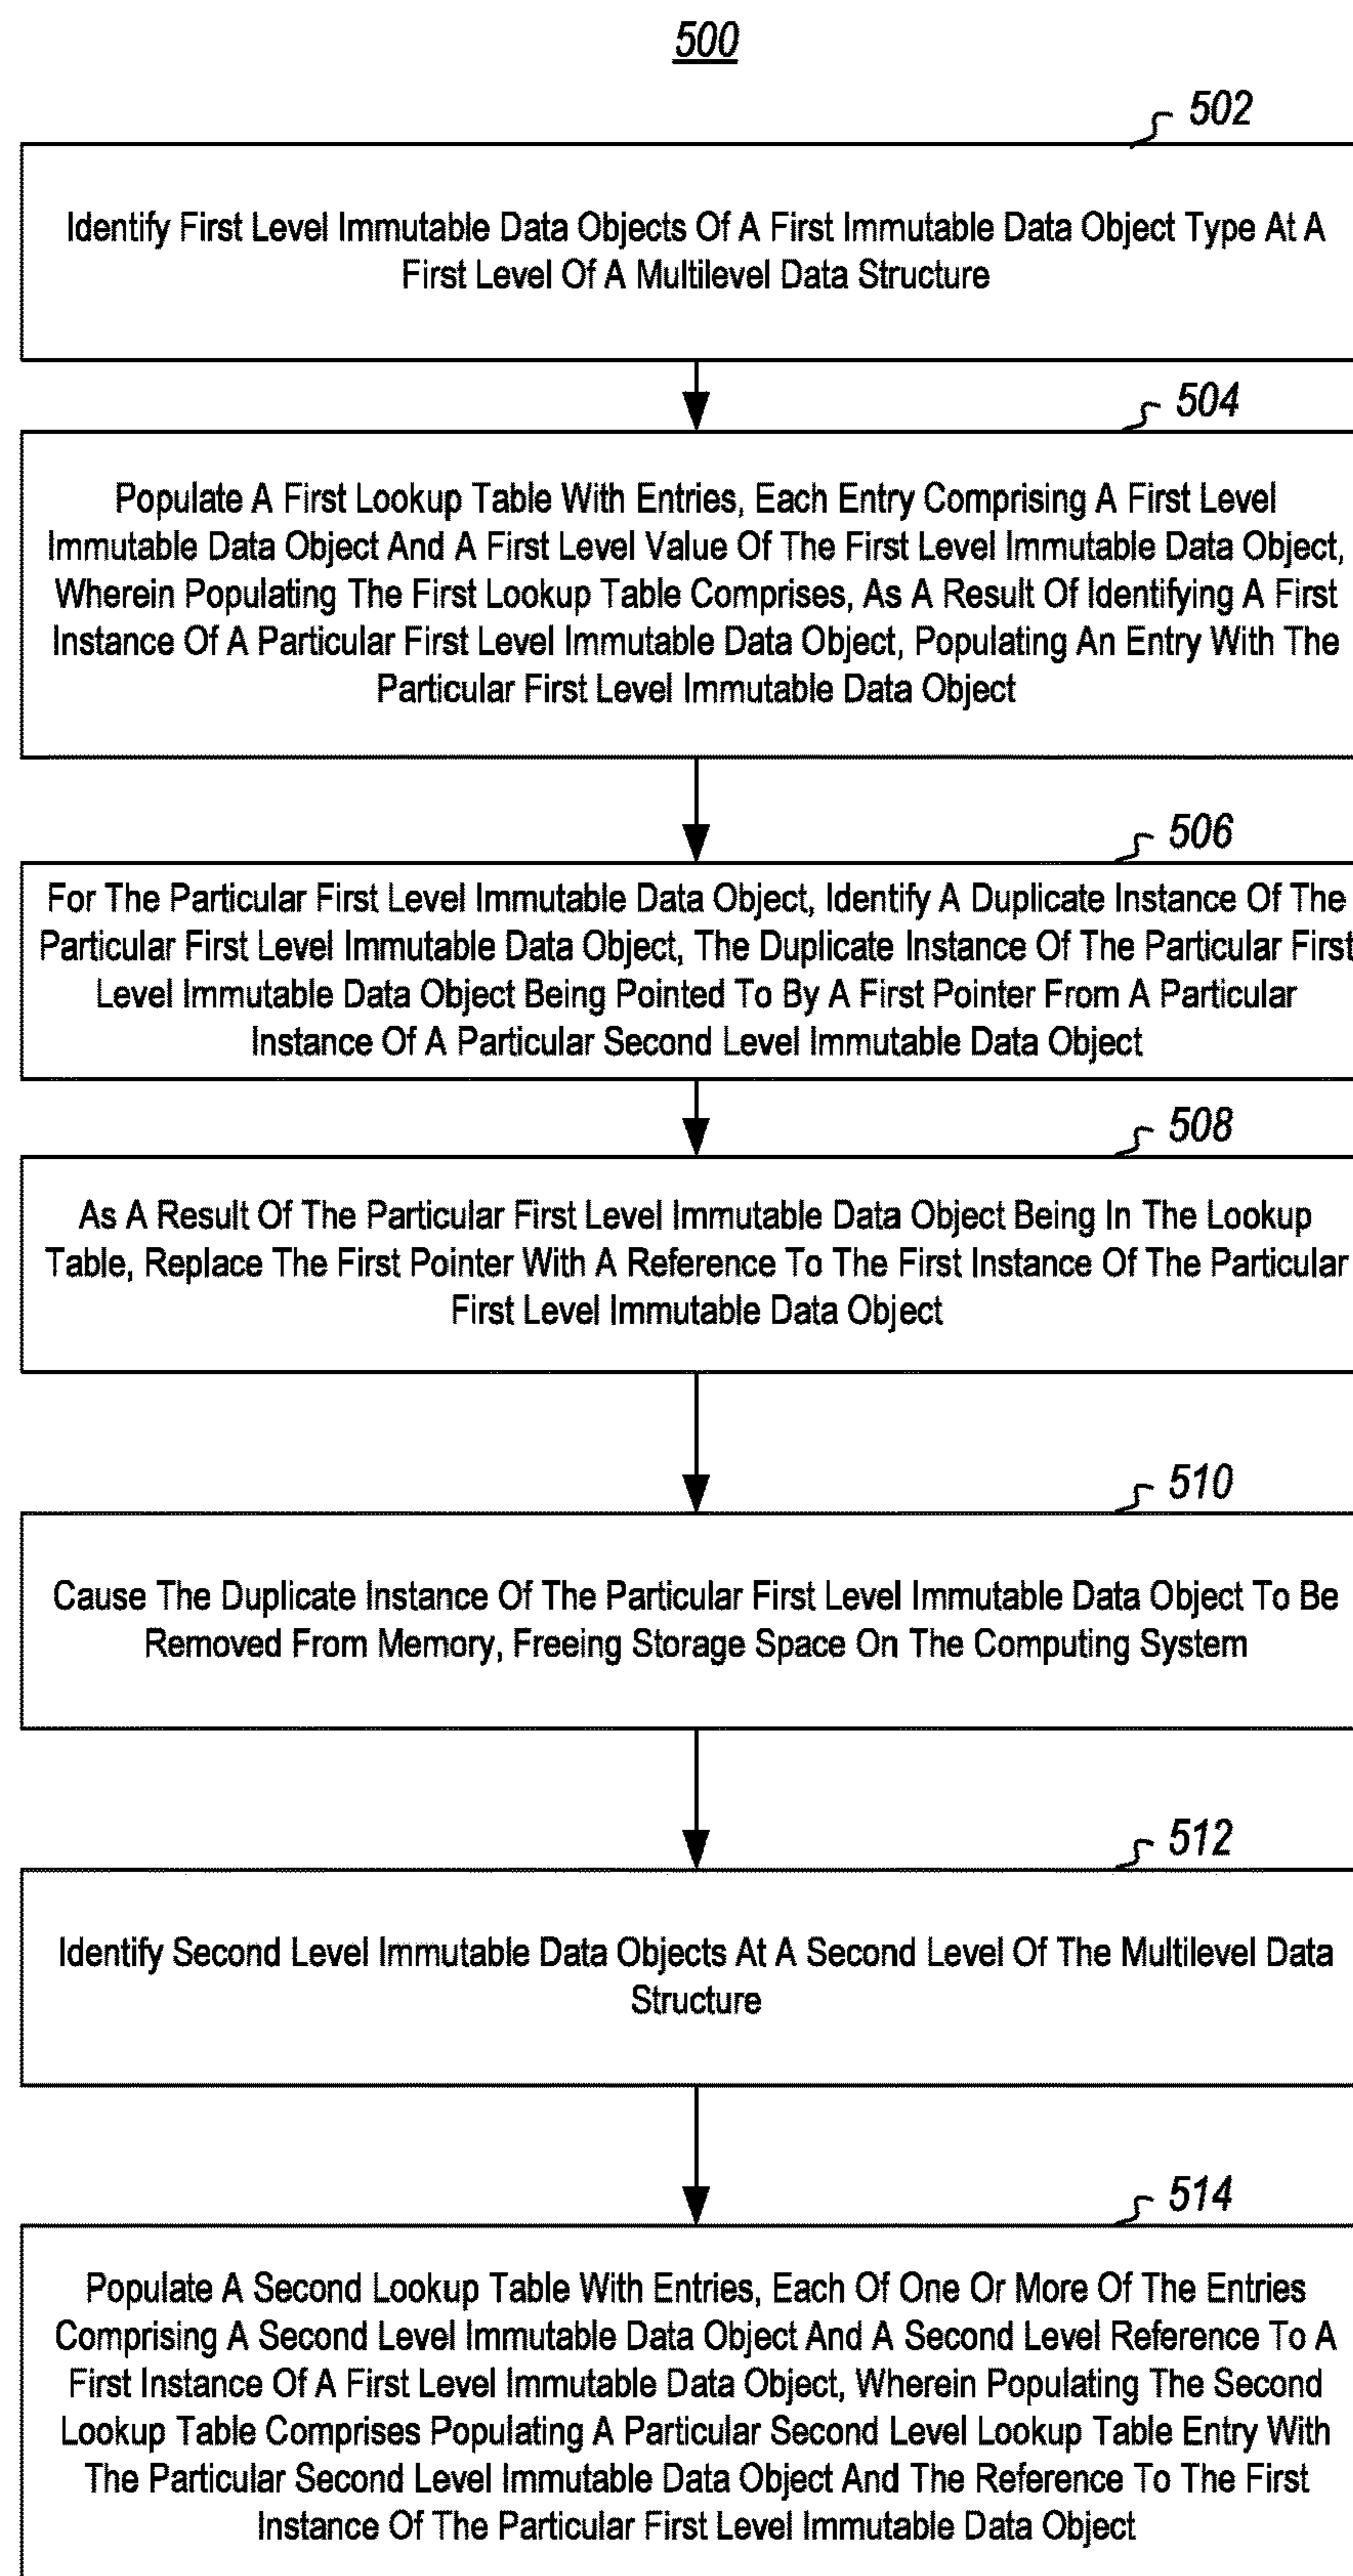 500
502
Identify First Level Immutable Data Objects Of A First Immutable Data Object Type At A
First Level Of A Multilevel Data Structure
504
Populate A First Lookup Table With Entries, Each Entry Comprising A First Level
Immutable Data Object And A First Level Value Of The First Level Immutable Data Object,
Wherein Populating The First Lookup Table Comprises, As A Result Of Identifying A First
Instance Of A Particular First Level Immutable Data Object, Populating An Entry With The
Particular First Level Immutable Data Object
506
For The Particular First Level Immutable Data Object, Identify A Duplicate Instance Of The
Particular First Level Immutable Data Object, The Duplicate Instance Of The Particular First
Level Immutable Data Object Being Pointed To By A First Pointer From A Particular
Instance Of A Particular Second Level Immutable Data Object
508
As A Result Of The Particular First Level Immutable Data Object Being In The Lookup
Table, Replace The First Pointer With A Reference To The First Instance Of The Particular
First Level Immutable Data Object
510
Cause The Duplicate Instance Of The Particular First Level Immutable Data Object To Be
Removed From Memory, Freeing Storage Space On The Computing System
512
Identify Second Level Immutable Data Objects At A Second Level Of The Multilevel Data
Structure
514
Populate A Second Lookup Table With Entries, Each Of One Or More Of The Entries
Comprising A Second Level Immutable Data Object And A Second Level Reference To A
First Instance Of A First Level Immutable Data Object, Wherein Populating The Second
Lookup Table Comprises Populating A Particular Second Level Lookup Table Entry With
The Particular Second Level Immutable Data Object And The Reference To The First
Instance Of The Particular First Level Immutable Data Object